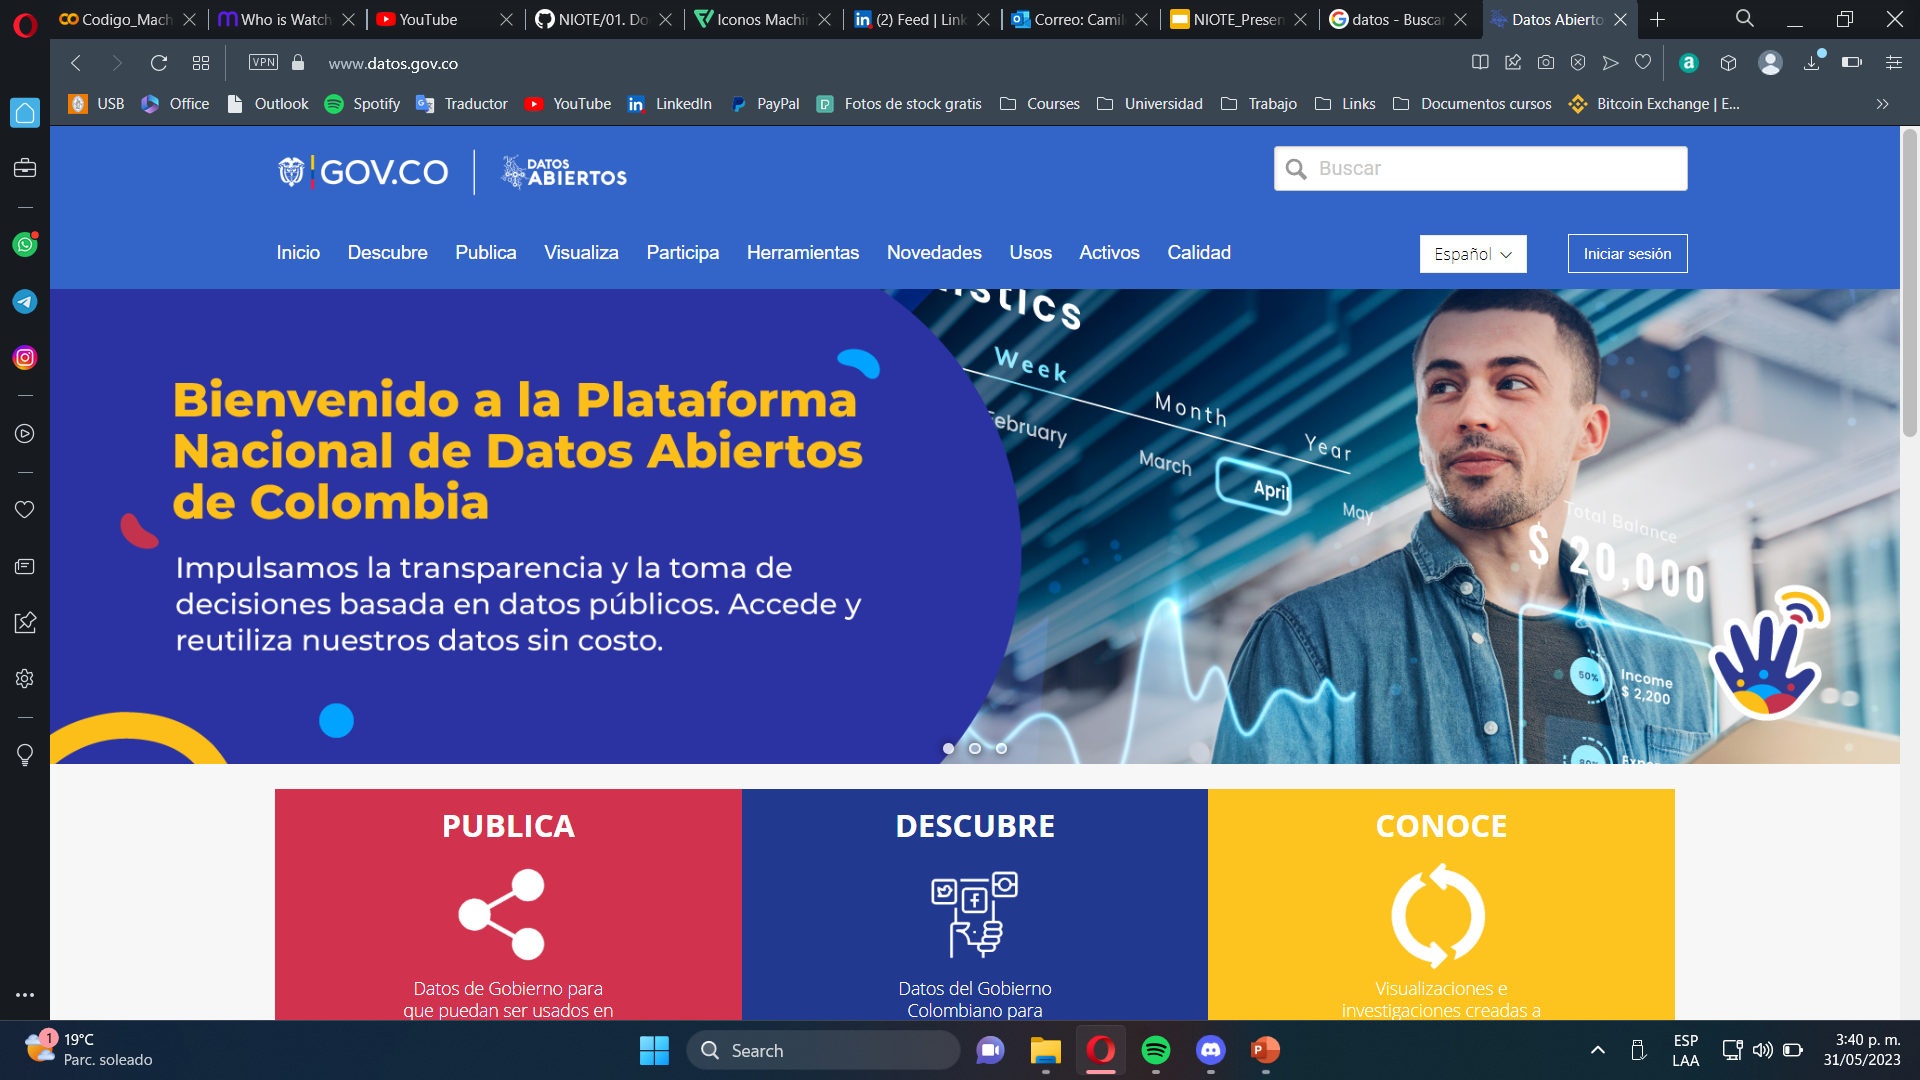 Codigo_Mach
Who is Watch
YouTube
NIOTE/01. Do
Iconos Machi
(2) Feed | Link
Correo: Camil
NIOTE_Presen
datos - Buscar
Datos Abierto
VPN
www.datos.gov.co
USB
Office
Outlook
Spotify
Traductor
YouTube
LinkedIn
PayPal
Fotos de stock gratis
Courses
Universidad
Trabajo
Links
Documentos cursos
Bitcoin Exchange | E...
GOV.CO
DATOS
ABIERTOS
Buscar
Inicio
Descubre
Publica
Visualiza
Participa
Herramientas
Novedades
Usos
Activos
Calidad
Español
Iniciar sesión
Bienvenido a la Plataforma
Nacional de Datos Abiertos
de Colombia
Impulsamos la transparencia y la toma de
decisiones basada en datos públicos. Accede y
reutiliza nuestros datos sin costo.
Week
Month
Year
March
April
May
Total Balance
$ 20,000
50%
Income
$ 2,200
PUBLICA
Datos de Gobierno para
que puedan ser usados en
DESCUBRE
Datos del Gobierno
Colombiano para
CONOCE
Visualizaciones e
investigaciones creadas a
1
19°C
Parc. soleado
Search
ESP
LAA
3:40 p. m.
31/05/2023